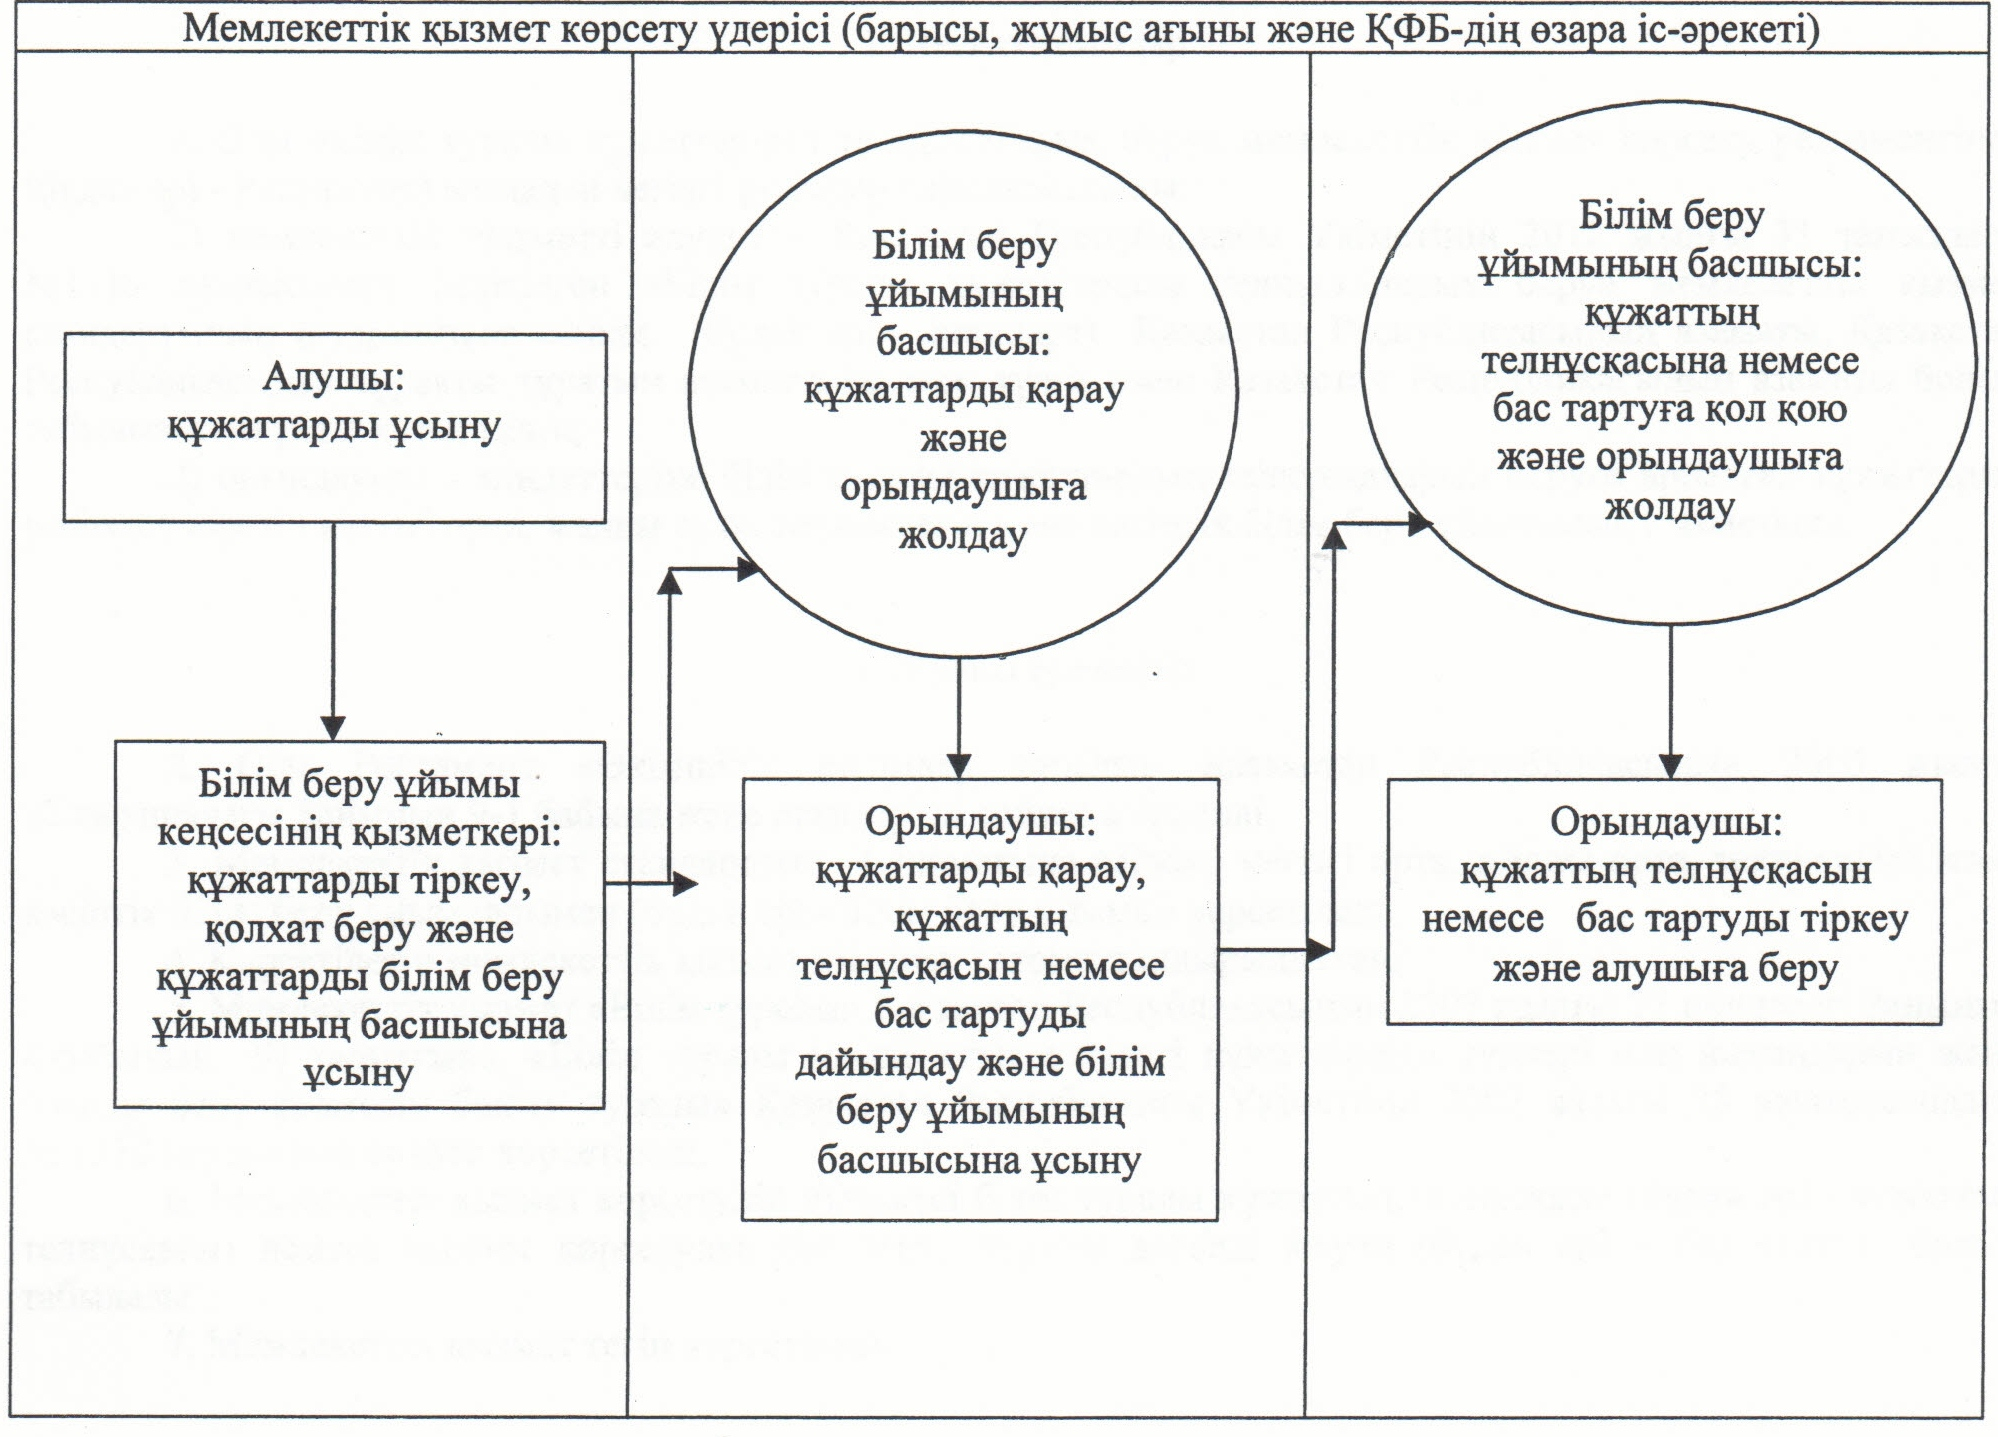 Мемлекеттік қызмет көрсету үдерісі (барысы, жұмыс ағыны және ҚФБ-дің өзара іс-әрекеті)
Алушы:
құжаттарды ұсыну
Білім беру ұйымы
кеңсесінің қызметкері:
құжаттарды тіркеу,
қолхат беру және
құжаттарды білім беру
ұйымының басшысына
ұсыну
Білім беру
ұйымының
басшысы:
құжаттарды қарау
және
орындаушыға
жолдау
Орындаушы:
құжаттарды қарау,
құжаттың
телнұсқасын немесе
бас тартуды
дайындау және білім
беру ұйымының
басшысына ұсыну
Білім беру
ұйымының басшысы:
құжаттың
телнұсқасына немесе
бас тартуға қол қою
және орындаушыға
жолдау
Орындаушы:
құжаттың телнұсқасын
немесе бас тартуды тіркеу
және алушыға беру